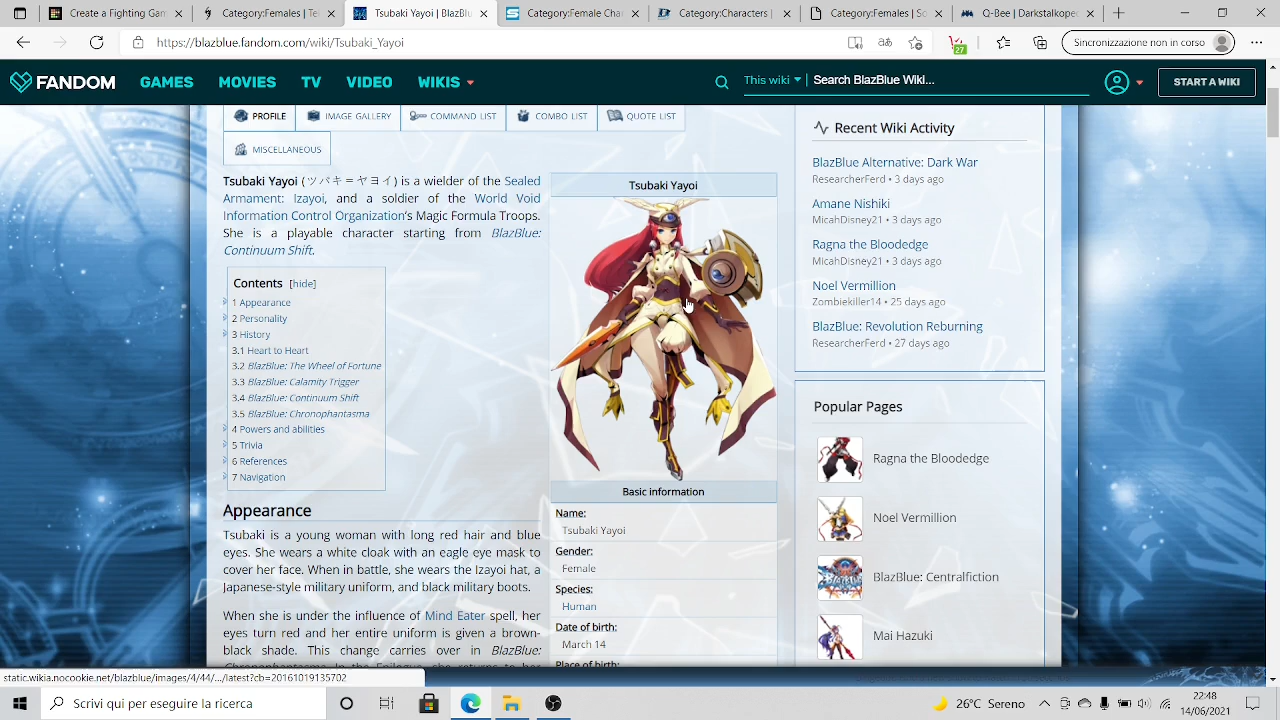 Category:Fighting Games | Te
Category:Fighting Females | T
Tsubaki Yayoi | BlazBlu
Category:Female Char
Category:Characters |
Category:Females | So
Q-Bee | Darkstalkers
https://blazblue.fandom.com/wiki/Tsubaki_Yayoi
27
Sincronizzazione non in corso
FANDOM
GAMES
MOVIES
TV
VIDEO
WIKIS
This wiki
Search BlazBlue Wiki...
START A WIKI
PROFILE
IMAGE GALLERY
COMMAND LIST
COMBO LIST
QUOTE LIST
MISCELLANEOUS
Tsubaki Yayoi (ツバキ＝ヤヨイ) is a wielder of the Sealed
Armament: Izayoi, and a soldier of the World Void
Information Control Organization's Magic Formula Troops.
She is a playable character starting from BlazBlue:
Continuum Shift.
Contents [hide]
1 Appearance
2 Personality
3 History
3.1 Heart to Heart
3.2 BlazBlue: The Wheel of Fortune
3.3 BlazBlue: Calamity Trigger
3.4 BlazBlue: Continuum Shift
3.5 BlazBlue: Chronophantasma
4 Powers and abilities
5 Trivia
6 References
7 Navigation
Appearance
Tsubaki is a young woman with long red hair and blue
eyes. She wears a white cloak with an eagle eye mask to
cover her face. When in battle, she wears the Izayoi hat, a
Japanese-style military uniform, and black military boots.
When she is under the influence of Mind Eater spell, her
eyes turn red and her entire uniform is given a brown-
black shade. This change carries over in BlazBlue:
Tsubaki Yayoi
Basic information
Name:
Tsubaki Yayoi
Gender:
Female
Species:
Human
Date of birth:
March 14
Place of birth:
Recent Wiki Activity
BlazBlue Alternative: Dark War
ResearcherFerd • 3 days ago
Amane Nishiki
MicahDisney21 • 3 days ago
Ragna the Bloodedge
MicahDisney21 • 3 days ago
Noel Vermillion
Zombiekiller14 • 25 days ago
BlazBlue: Revolution Reburning
ResearcherFerd • 27 days ago
Popular Pages
Ragna the Bloodedge
Noel Vermillion
BlazBlue: Centralfiction
Mai Hazuki
static.wikia.nocookie.net/blazblue/images/4/44/.../latest?cb=20161019135702
Scrivi qui per eseguire la ricerca
26°C Sereno
22:48
14/06/2021